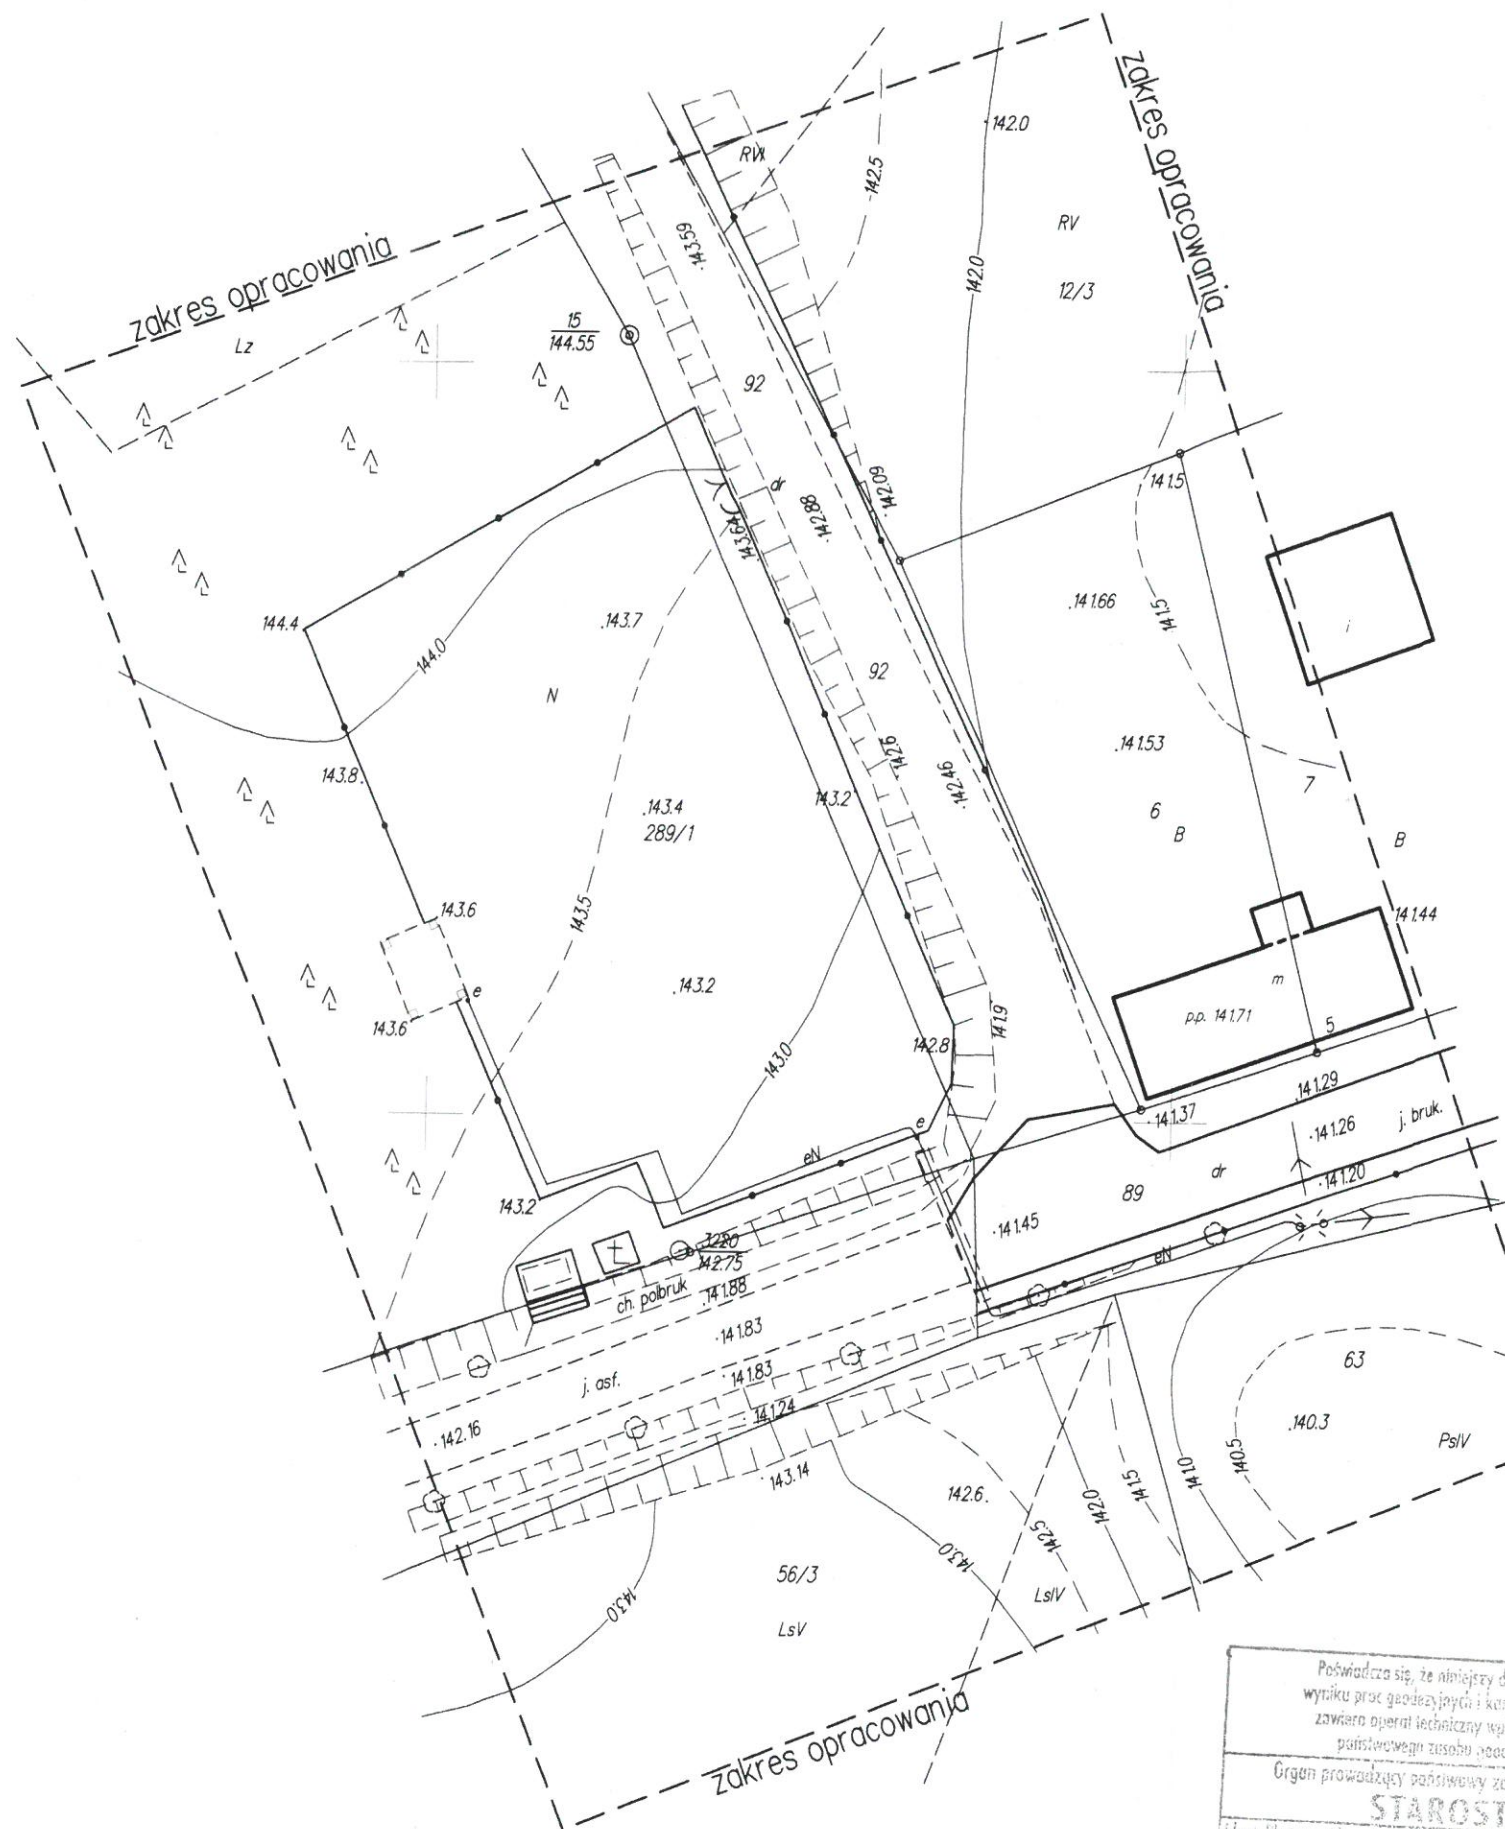 zakres opracowania
142.0
RVI
142.5
143.59
RV
zakres opracowania
142.0
12/3
15
144.55
Lz
92
141.5
dr
142.88
142.09
143.64
144.4
.143.7
.141.66
141.5
i
144.0
N
92
.141.53
143.8.
142.6
142.46
143.2
7
.143.4
289/1
6
B
B
143.6
143.5
141.44
e
.143.2
m
p.p. 141.71
5
143.6
141.9
142.8
143.0
141.29
141.37
e
141.26
j. bruk.
eN
dr
141.20
143.2
89
141.45
3220
142.75
eN
ch. polbruk
141.88
141.83
63
j. asf.
141.83
141.24
.140.3
142.16
140.5
141.0
PsIV
143.14
142.6.
141.5
142.0
142.5
143.0
56/3
143.0
LsIV
LsV
zakres opracowania
Poświadcza się, że niniejszy d
wyniku prac geodezyjnych i
zawiera operat techniczny
państwowego zasobu
Organ prowadzący państwowy
STAROST